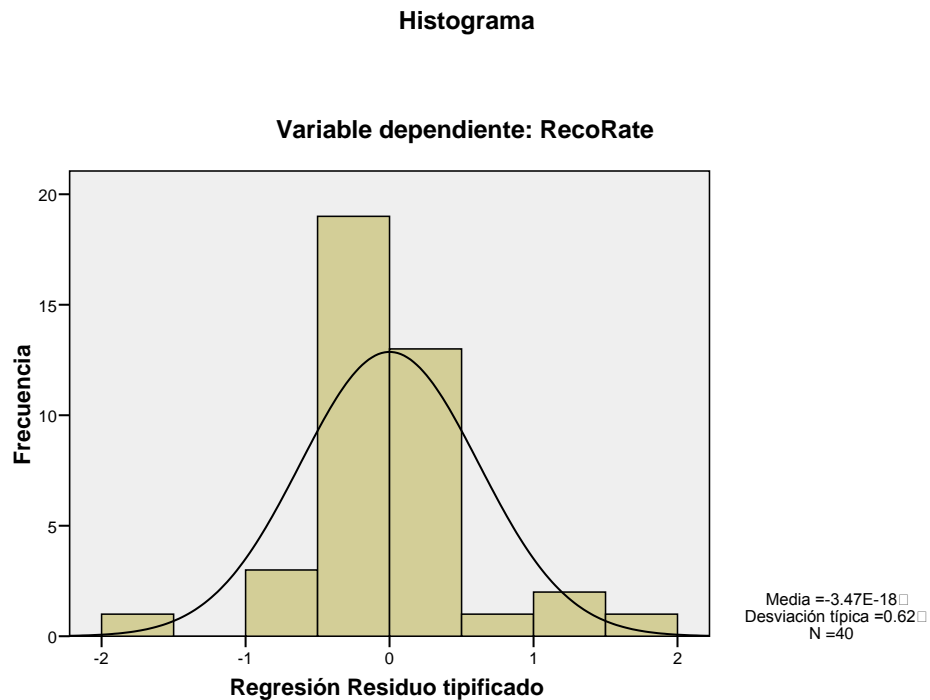 Histograma
Variable dependiente: RecoRate
Frecuencia
20
15
10
5
0
-2
-1
0
1
2
Regresión Residuo tipificado
Media =-3.47E-18□
Desviación típica =0.62□
N =40